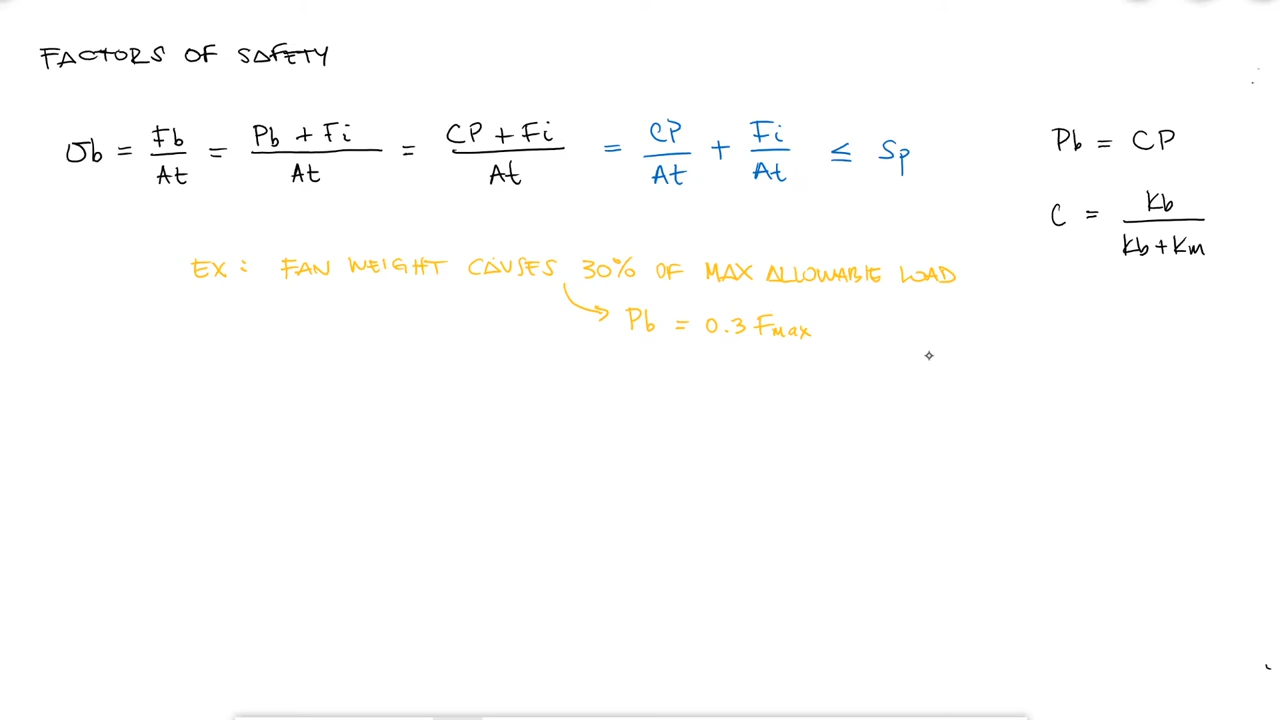 FACTORS OF SAFETY
σb = Fb/At = Pb + Fi/At = CP + Fi/At = CP/At + Fi/At ≤ Sp
Pb = CP
C = Kb/Kb+Km
EX: FAN WEIGHT CAUSES 30% OF MAX ALLOWABLE LOAD
Pb = 0.3 Fmax